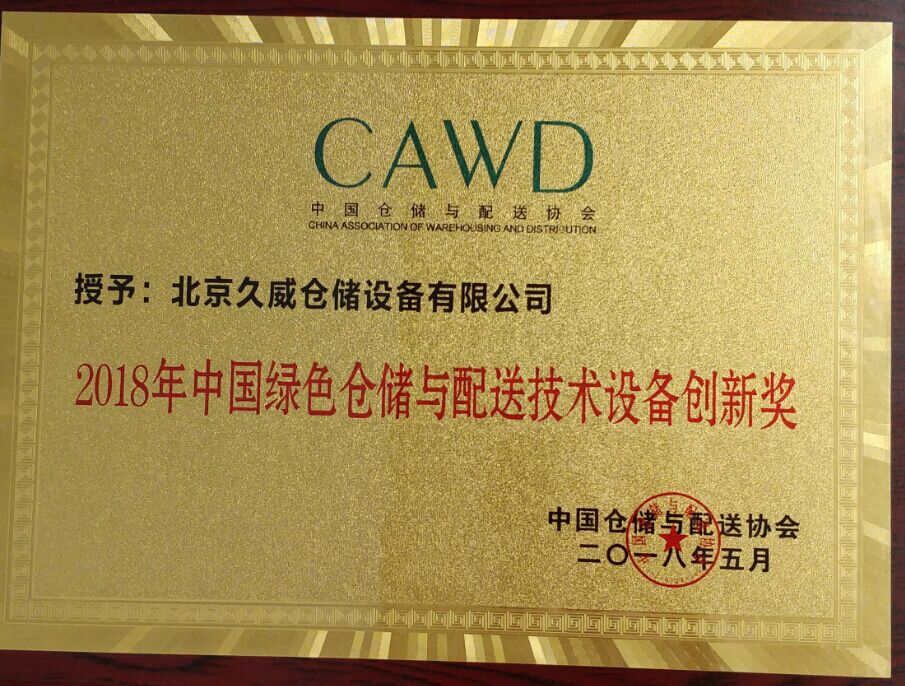 CAWD
中国仓储与配送协会
CHINA ASSOCIATION OF WAREHOUSING AND DISTRIBUTION
授予：北京久威仓储设备有限公司
2018年中国绿色仓储与配送技术设备创新奖
中国仓储与配送协会
二〇一八年五月